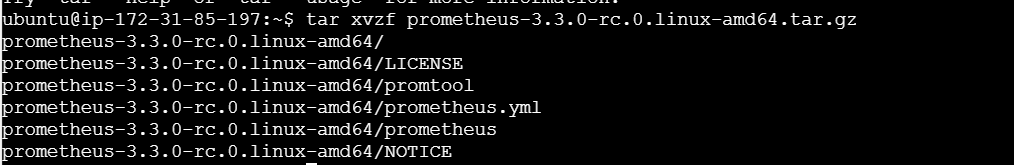 ubuntu@ip-172-31-85-197:~$ tar xvzf prometheus-3.3.0-rc.0.linux-amd64.tar.gz
prometheus-3.3.0-rc.0.linux-amd64/
prometheus-3.3.0-rc.0.linux-amd64/LICENSE
prometheus-3.3.0-rc.0.linux-amd64/promtool
prometheus-3.3.0-rc.0.linux-amd64/prometheus.yml
prometheus-3.3.0-rc.0.linux-amd64/prometheus
prometheus-3.3.0-rc.0.linux-amd64/NOTICE